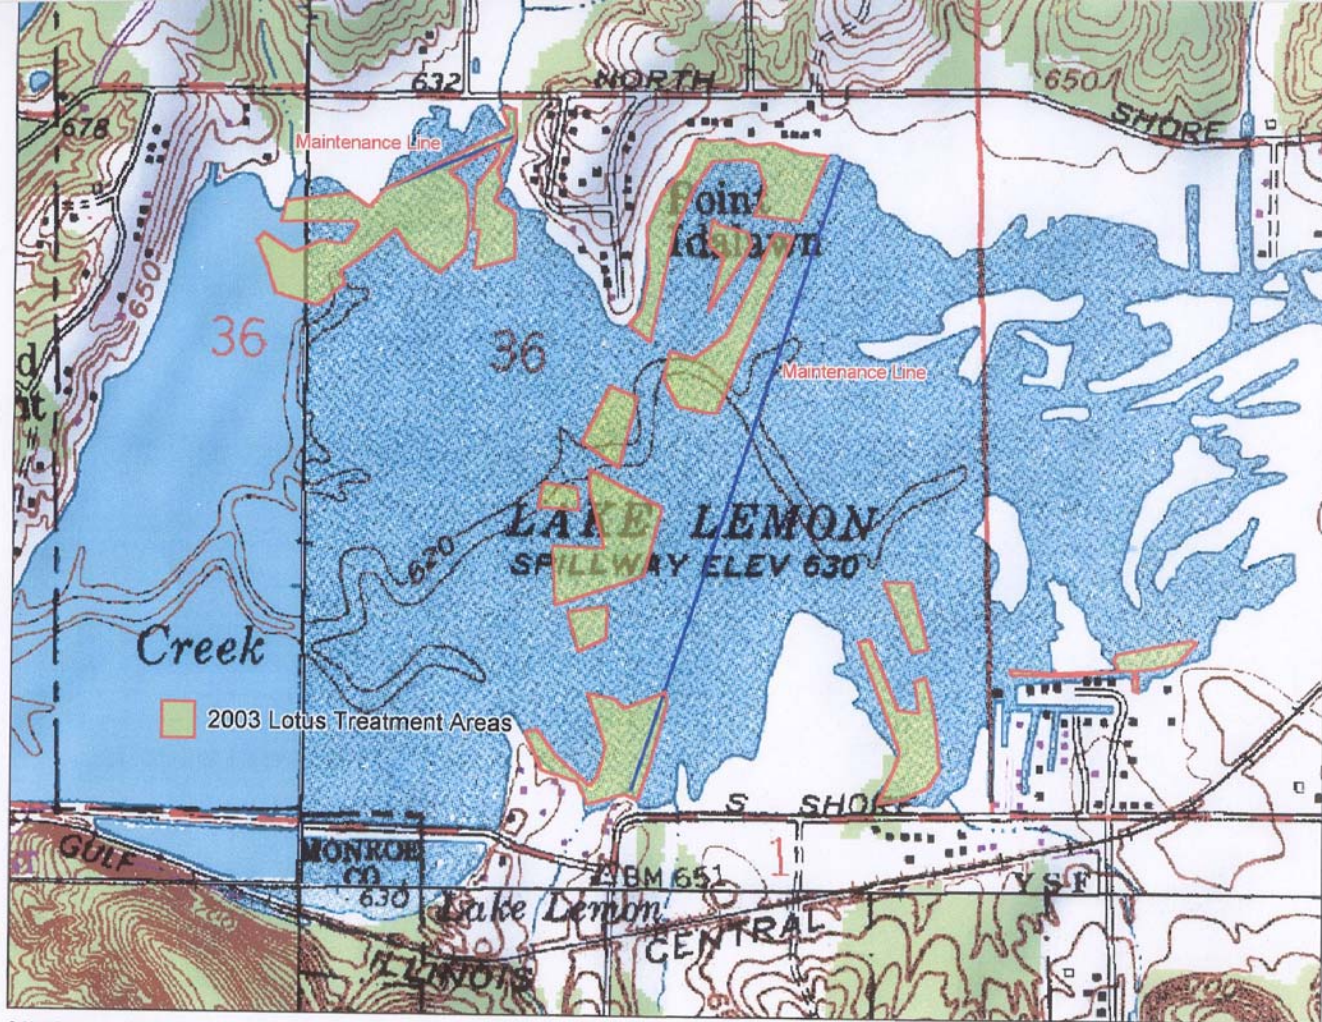 632
NORTH
650
678
SHORE
Maintenance Line
Point
Idalawn
650
36
36
Maintenance Line
LAKE LEMON
SPILLWAY ELEV 630
620
Creek
2003 Lotus Treatment Areas
S SHORE
GULF
MONROE
CO
630
1
BM 651
Y S F
Lake Lemon
CENTRAL
ILLINOIS
700